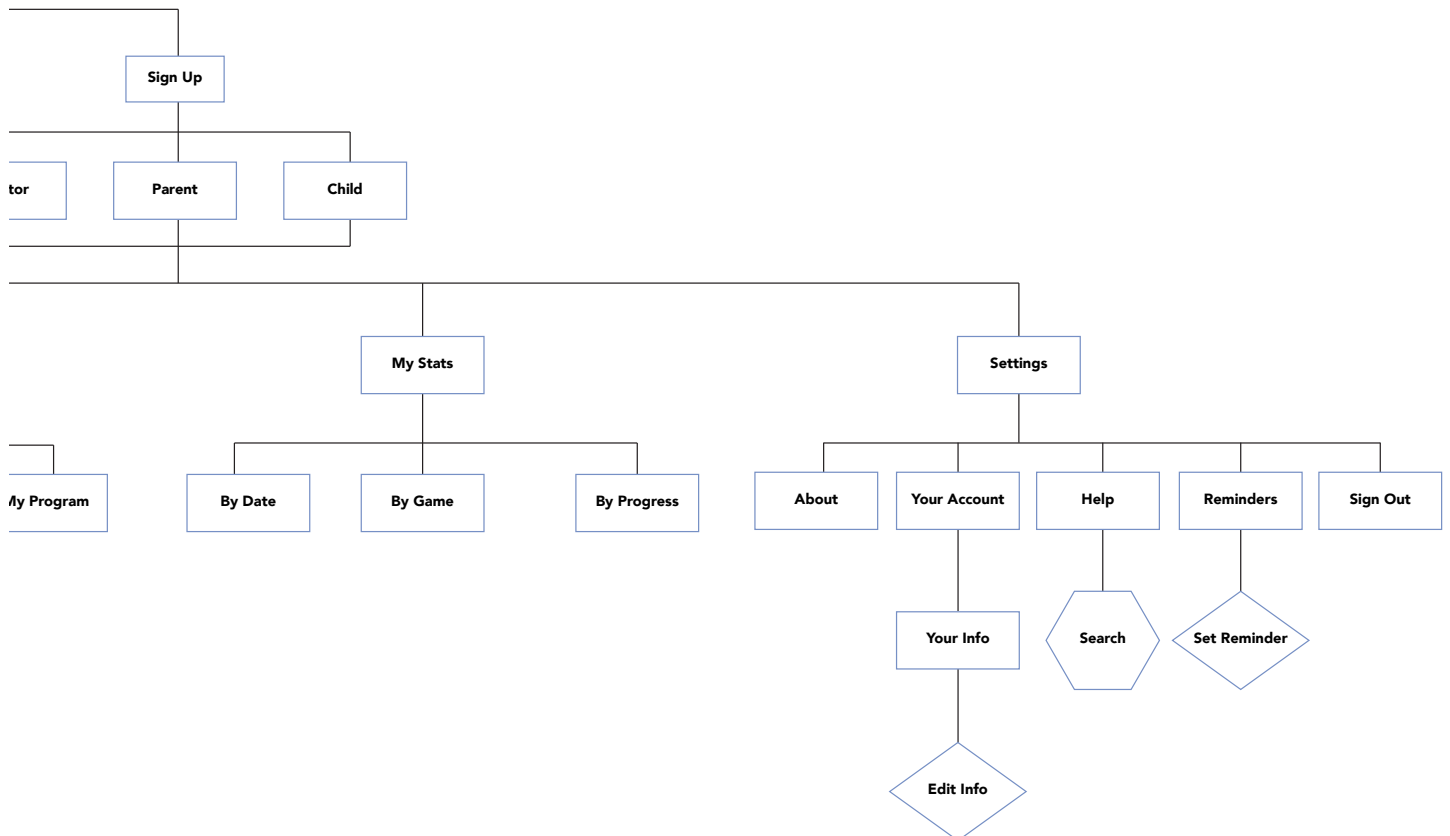 Sign Up
tor
Parent
Child
My Stats
Settings
My Program
By Date
By Game
By Progress
About
Your Account
Help
Reminders
Sign Out
Your Info
Search
Set Reminder
Edit Info